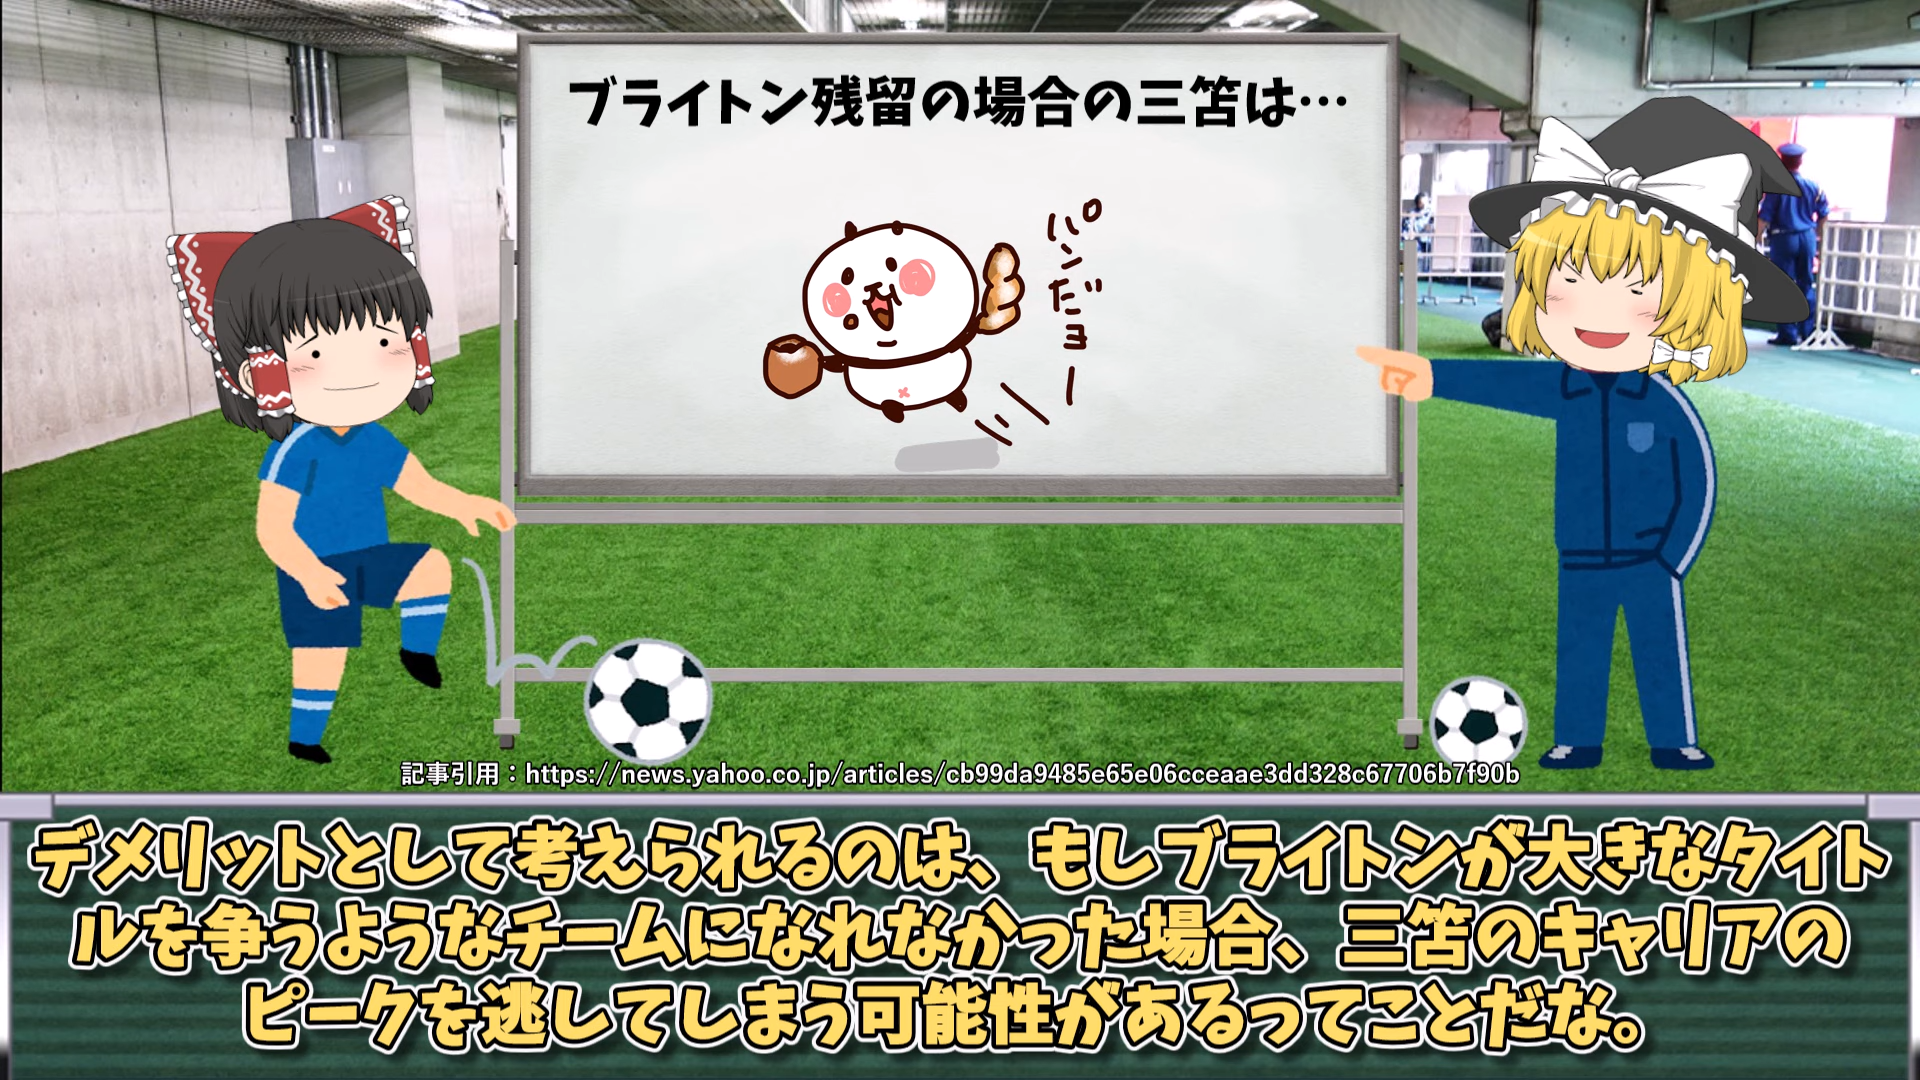 ブライトン残留の場合の三笘は…
パンだョー
記事引用：https://news.yahoo.co.jp/articles/cb99da9485e65e06cceaae3dd328c67706b7f90b
デメリットとして考えられるのは、もしブライトンが大きなタイト
ルを争うようなチームになれなかった場合、三笘のキャリアの
ピークを逃してしまう可能性があるってことだな。